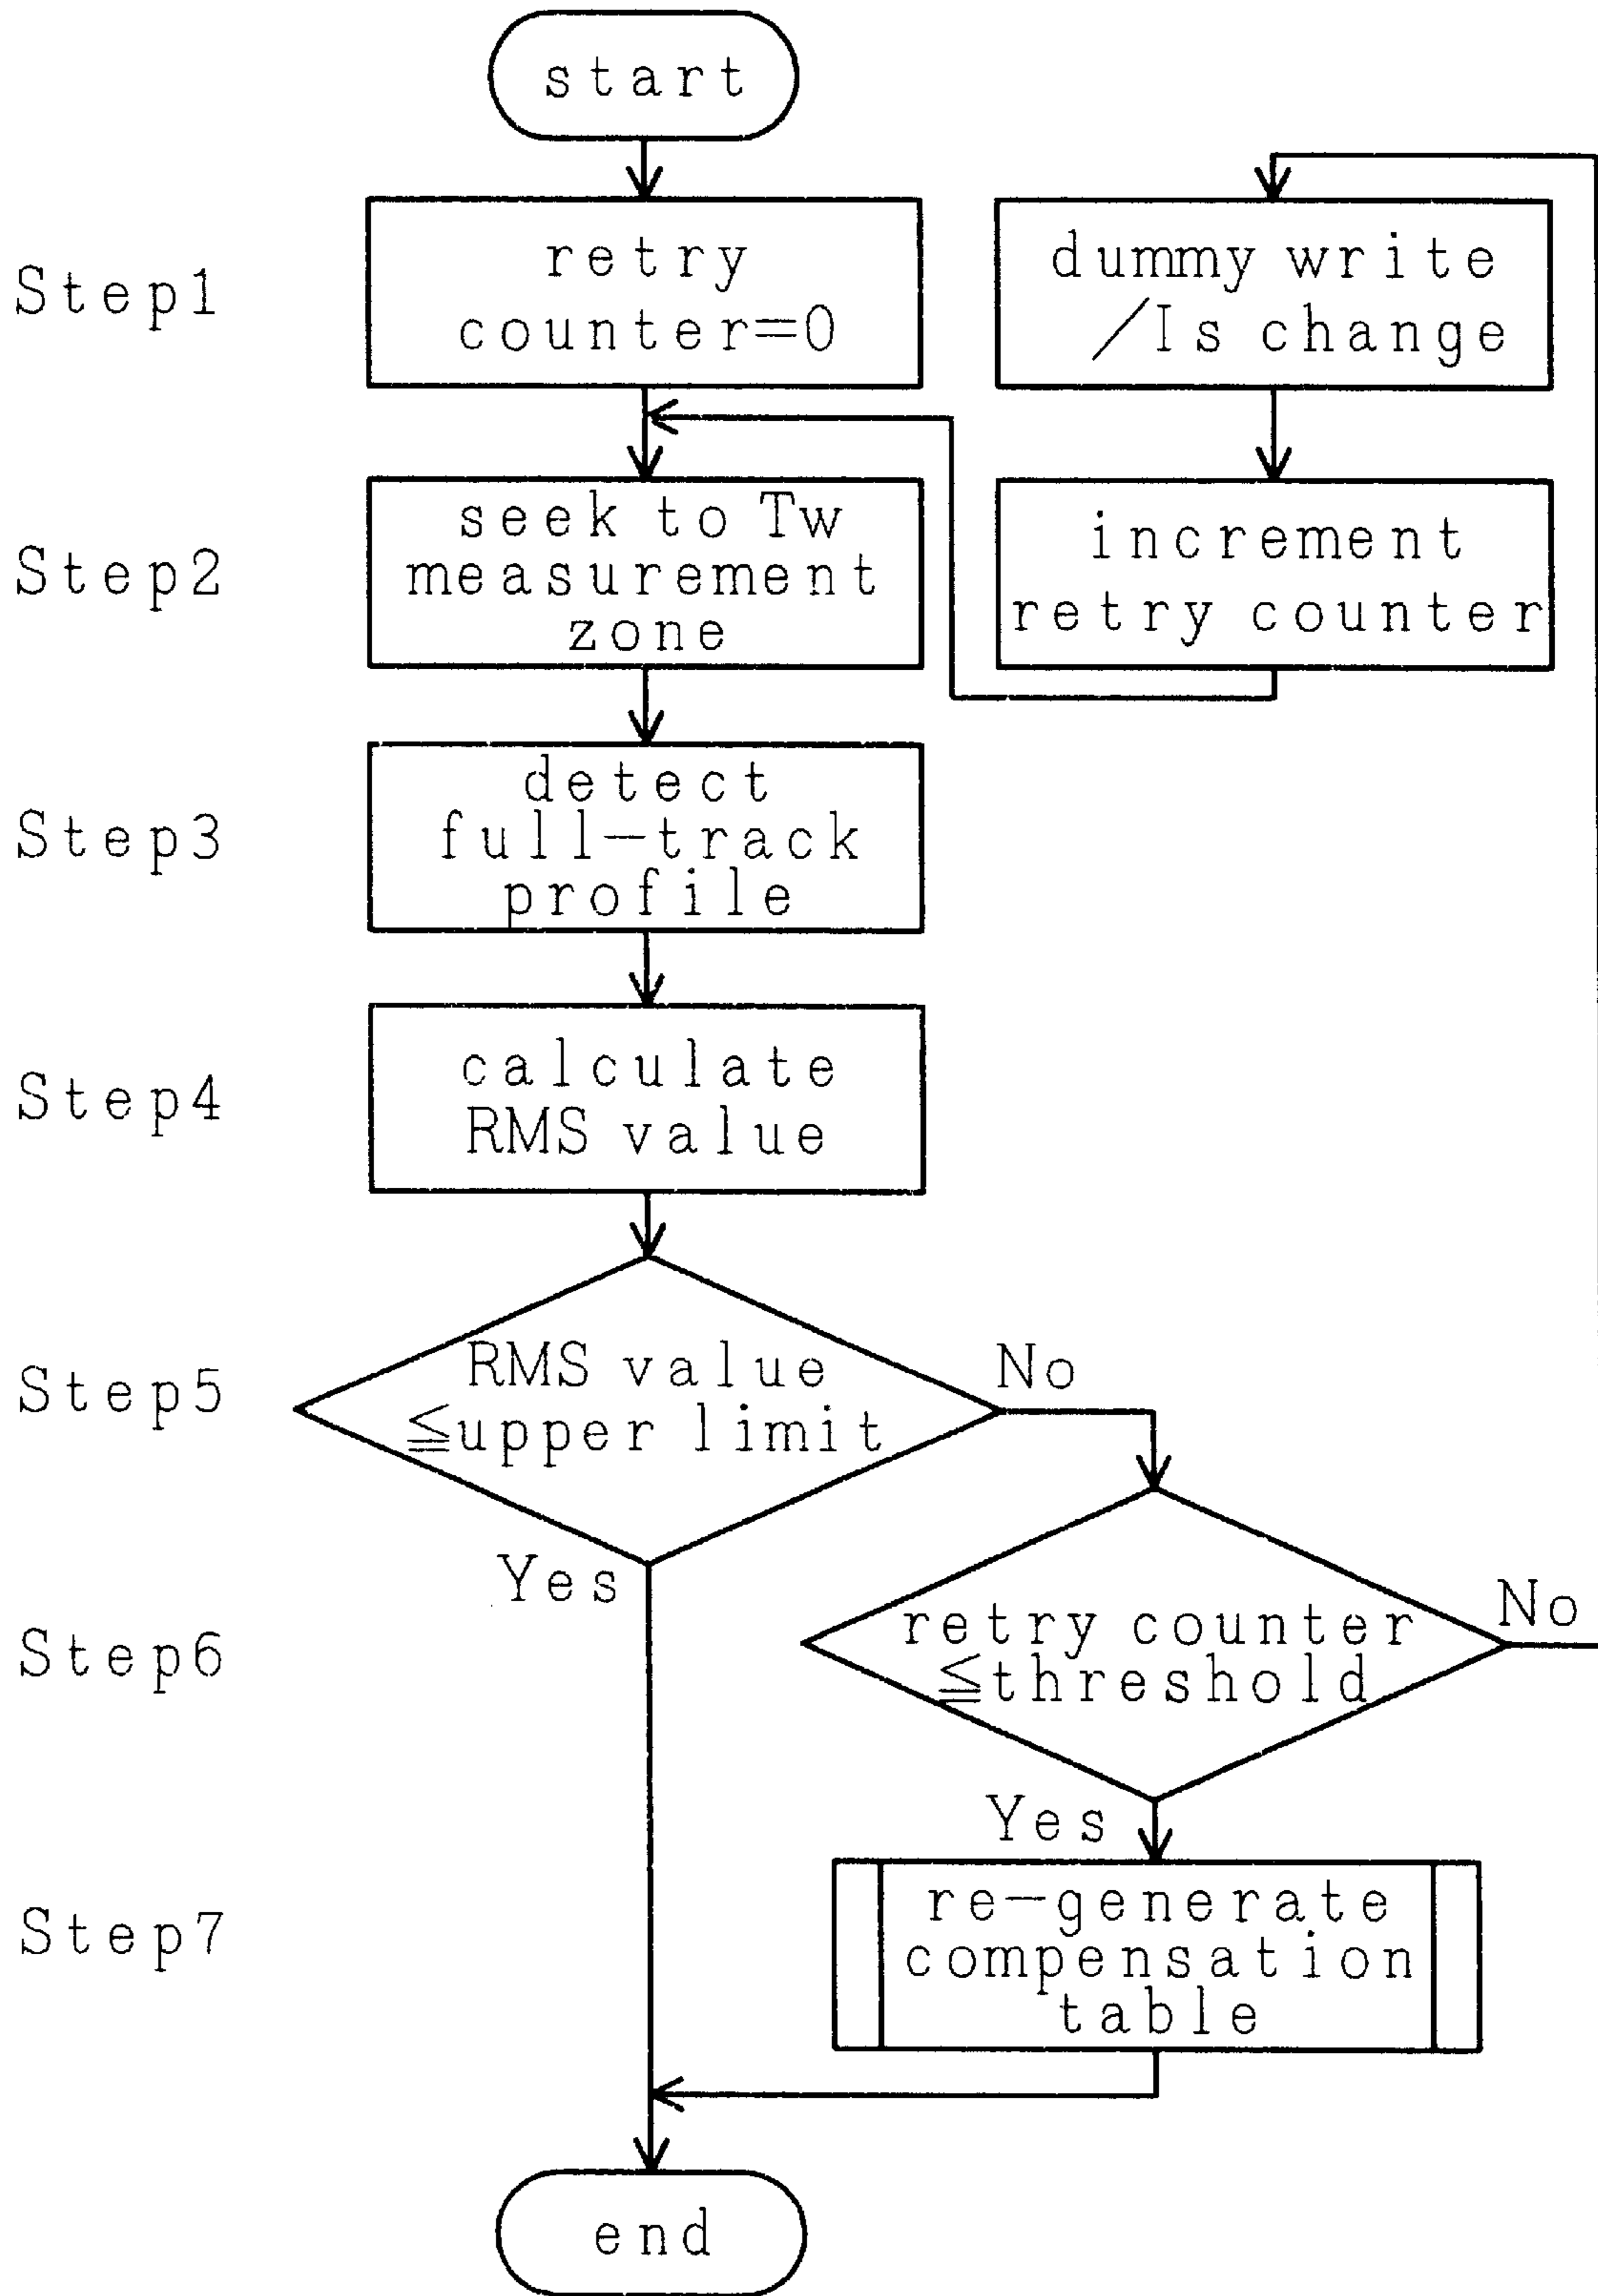 start
Step1
retry
counter=0
dummy write
/Is change
Step2
seek to Tw
measurement
zone
increment
retry counter
Step3
detect
full-track
profile
Step4
calculate
RMS value
Step5
RMS value
≦upper limit
No
Yes
Step6
retry counter
≦threshold
No
Yes
Step7
re-generate
compensation
table
end